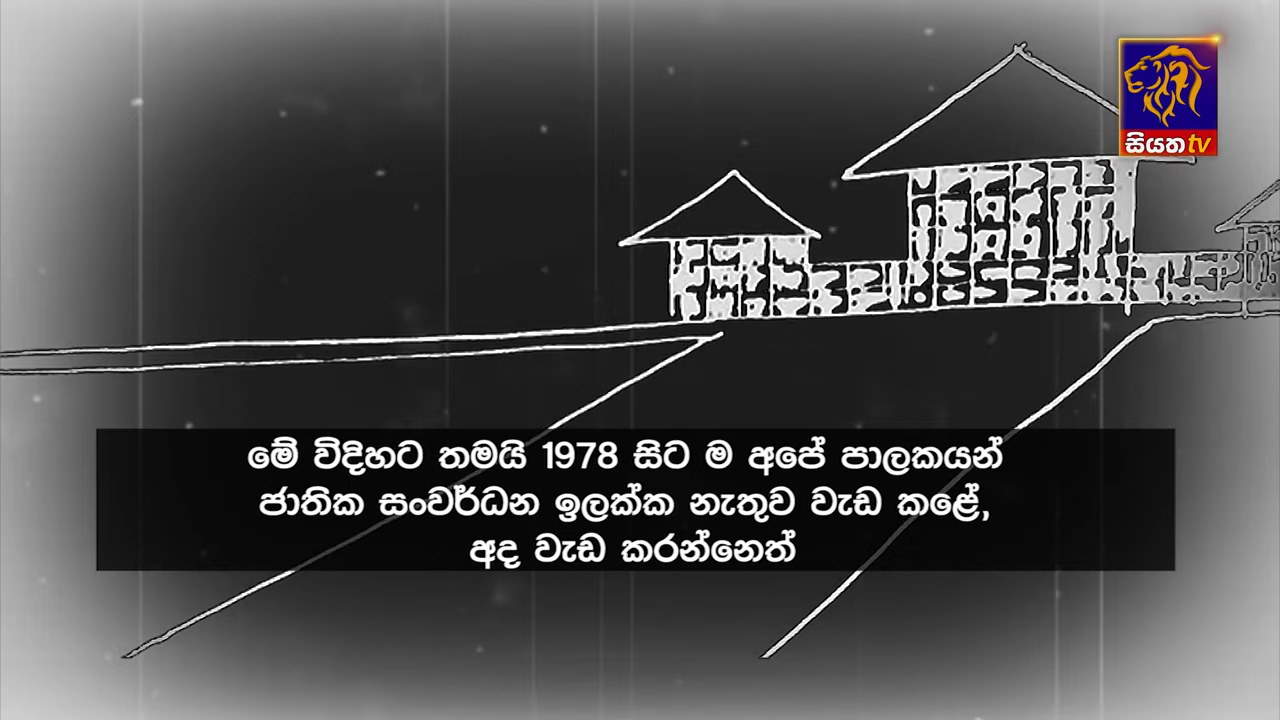 සියත tv
මේ විදිහට තමයි 1978 සිට ම අපේ පාලකයන්
ජාතික සංවර්ධන ඉලක්ක නැතුව වැඩ කළේ,
අද වැඩ කරන්නෙත්